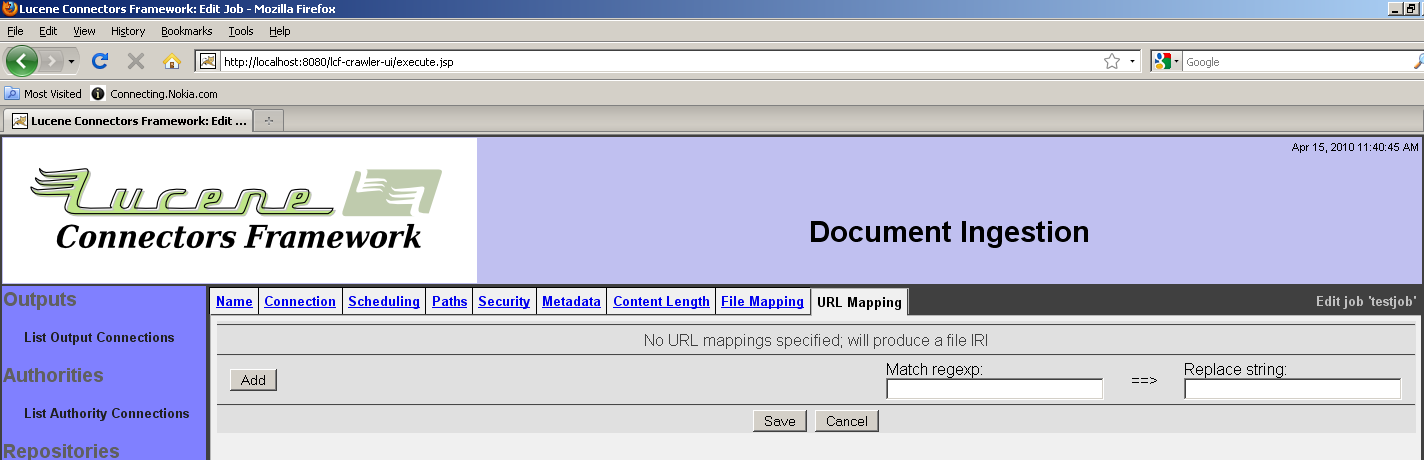 Lucene Connectors Framework: Edit Job - Mozilla Firefox
File Edit View History Bookmarks Tools Help
http://localhost:8080/lcf-crawler-ui/execute.jsp Google
Most Visited Connecting.Nokia.com
Lucene Connectors Framework: Edit ...
Apr 15, 2010 11:40:45 AM
Lucene
Connectors Framework
Document Ingestion
Outputs
List Output Connections
Authorities
List Authority Connections
Repositories
Name Connection Scheduling Paths Security Metadata Content Length File Mapping URL Mapping Edit job 'testjob'
No URL mappings specified; will produce a file IRI
Add Match regexp: ==> Replace string:
Save Cancel